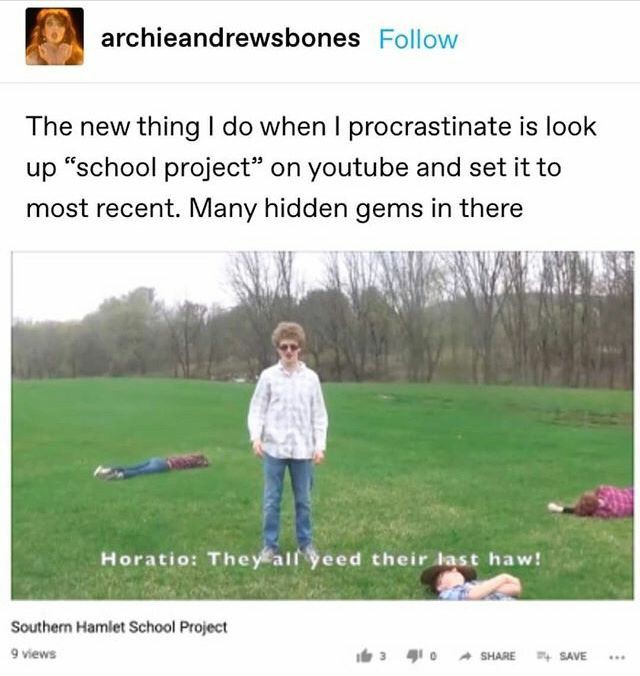 archieandrewsbones Follow
The new thing I do when I procrastinate is look
up “school project” on youtube and set it to
most recent. Many hidden gems in there
Horatio: They all yeed their last haw!
Southern Hamlet School Project
9 views
3 0 SHARE SAVE ...